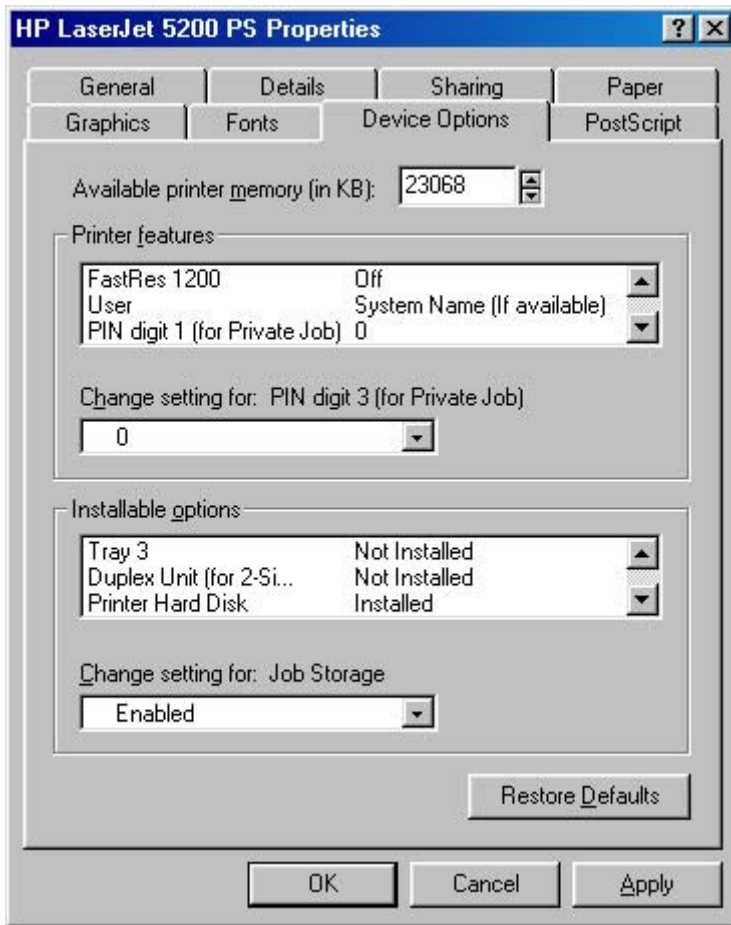 HP LaserJet 5200 PS Properties
General Details Sharing Paper
Graphics Fonts Device Options PostScript
Available printer memory (in KB): 23068
Printer features
FastRes 1200 Off
User System Name (If available)
PIN digit 1 (for Private Job) 0
Change setting for: PIN digit 3 (for Private Job)
0
Installable options
Tray 3 Not Installed
Duplex Unit (for 2-Si... Not Installed
Printer Hard Disk Installed
Change setting for: Job Storage
Enabled
Restore Defaults
OK Cancel Apply